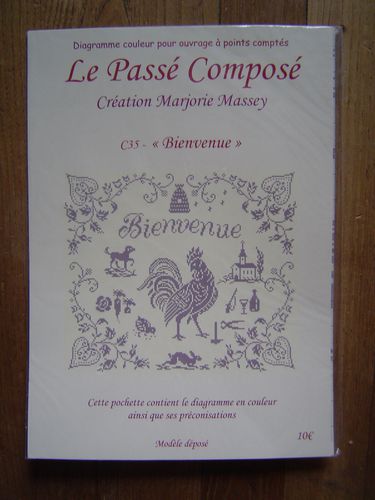 Diagramme couleur pour ouvrage à points comptés
Le Passé Composé
Création Marjorie Massey
C35 - « Bienvenue »
Bienvenue
Cette pochette contient le diagramme en couleur
ainsi que ses préconisations
Modèle déposé
10€